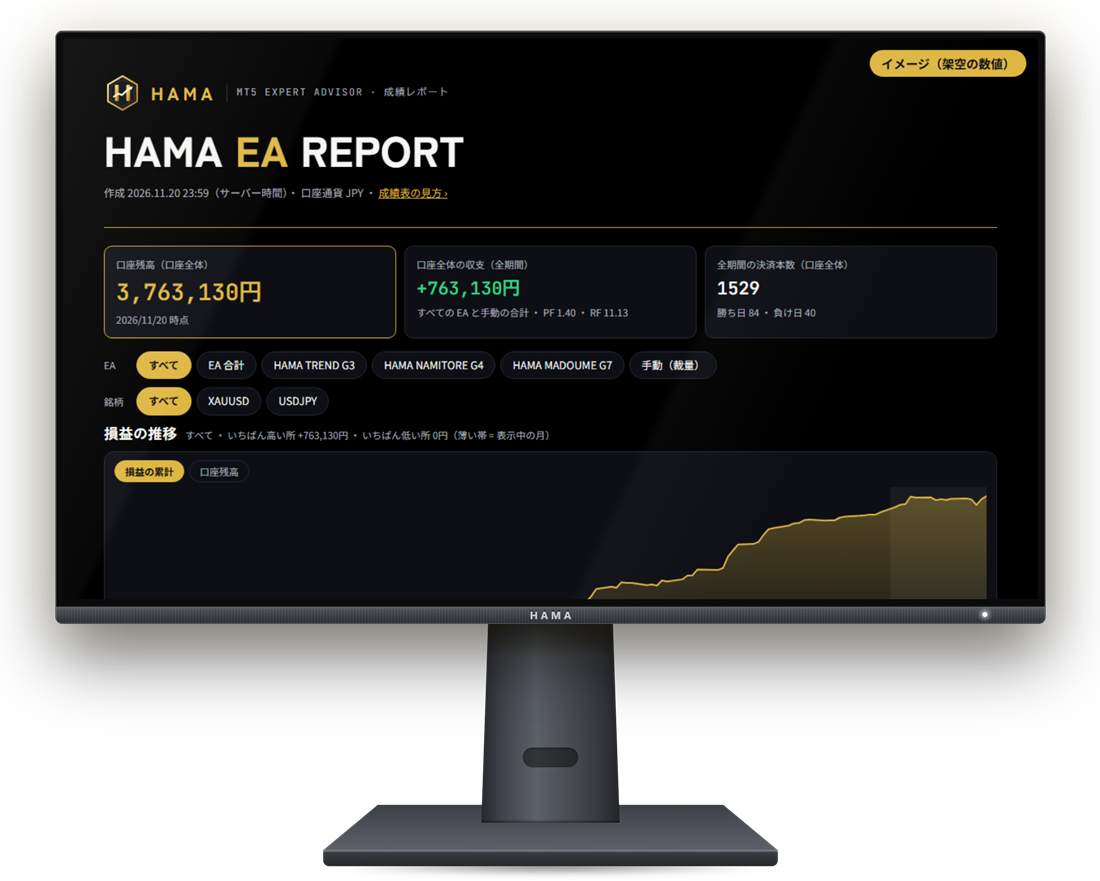 イメージ（架空の数値）
HAMA MT5 EXPERT ADVISOR ・ 成績レポート
HAMA EA REPORT
作成 2026.11.20 23:59（サーバー時間）・ 口座通貨 JPY ・ 成績表の見方 ›
口座残高（口座全体）
3,763,130円
2026/11/20 時点
口座全体の収支（全期間）
+763,130円
すべての EA と手動の合計 ・ PF 1.40 ・ RF 11.13
全期間の決済本数（口座全体）
1529
勝ち日 84 ・ 負け日 40
EA すべて EA 合計 HAMA TREND G3 HAMA NAMITORE G4 HAMA MADOUME G7 手動（裁量）
銘柄 すべて XAUUSD USDJPY
損益の推移 すべて ・ いちばん高い所 +763,130円 ・ いちばん低い所 0円（薄い帯 = 表示中の月）
損益の累計 口座残高
HAMA